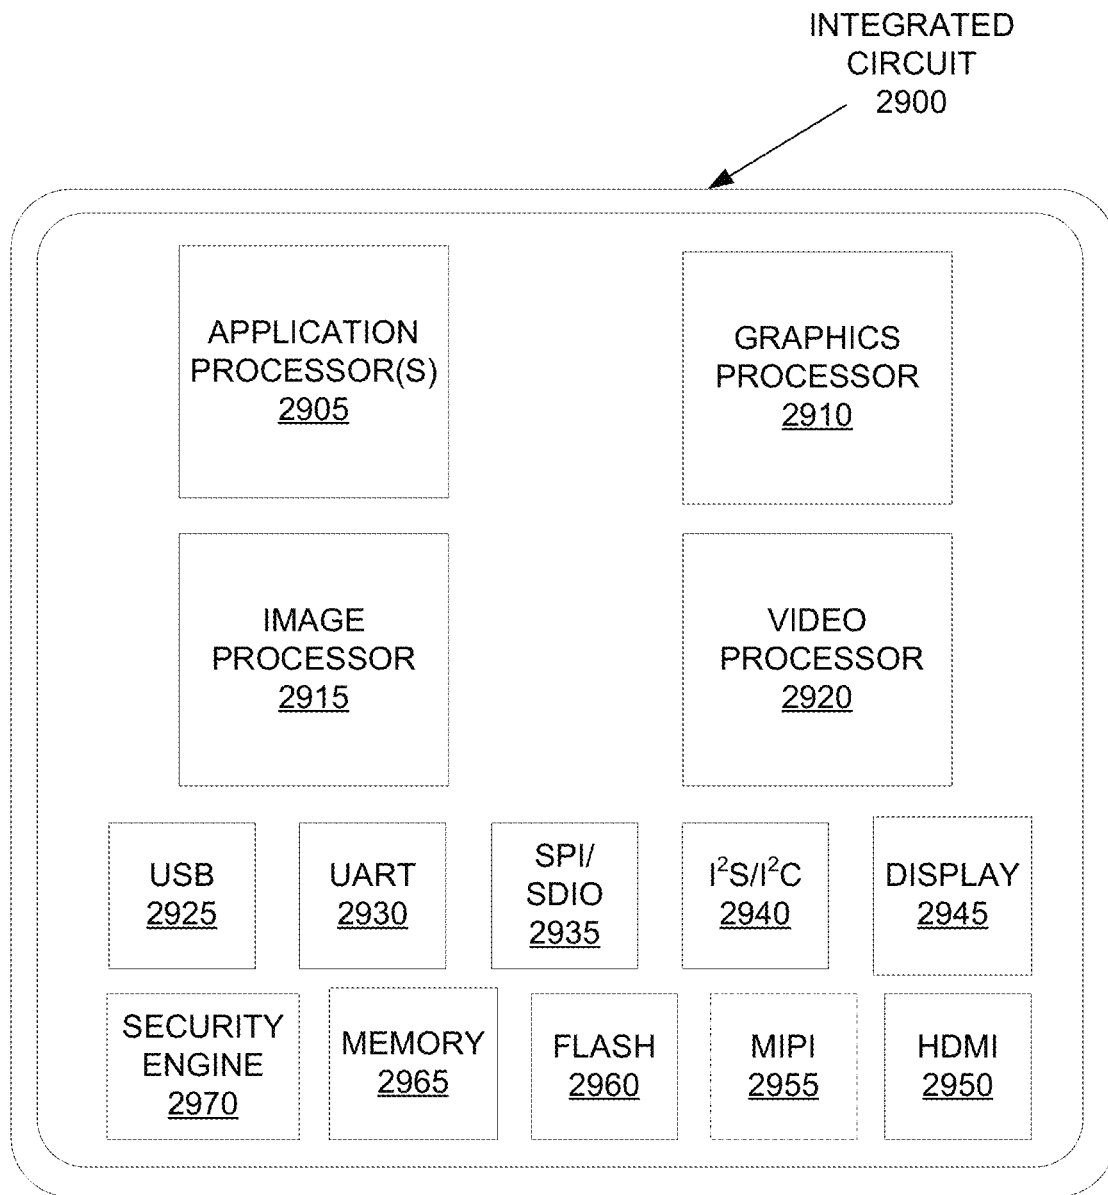 INTEGRATED
CIRCUIT
2900
APPLICATION
PROCESSOR(S)
2905
GRAPHICS
PROCESSOR
2910
IMAGE
PROCESSOR
2915
VIDEO
PROCESSOR
2920
USB
2925
UART
2930
SPI/
SDIO
2935
I²S/I²C
2940
DISPLAY
2945
SECURITY
ENGINE
2970
MEMORY
2965
FLASH
2960
MIPI
2955
HDMI
2950